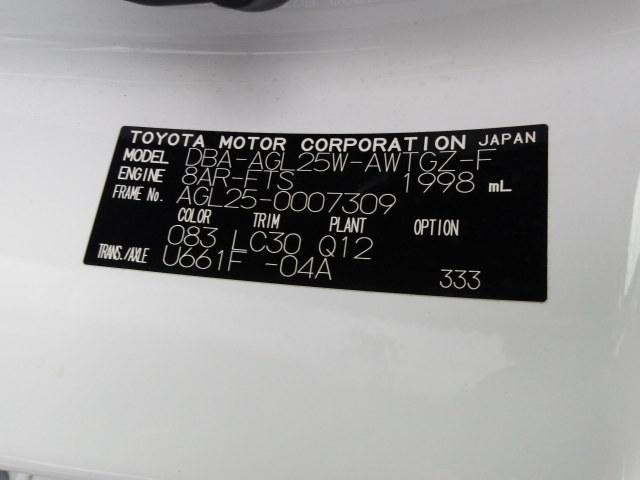 TOYOTA MOTOR CORPORATION JAPAN
MODEL DBA-AGL25W-AWTGZ-F
ENGINE 8AR-FTS 1998 mL
FRAME No. AGL25-0007309
COLOR TRIM PLANT OPTION
083 LC30 Q12
TRANS./AXLE U661F -04A
333